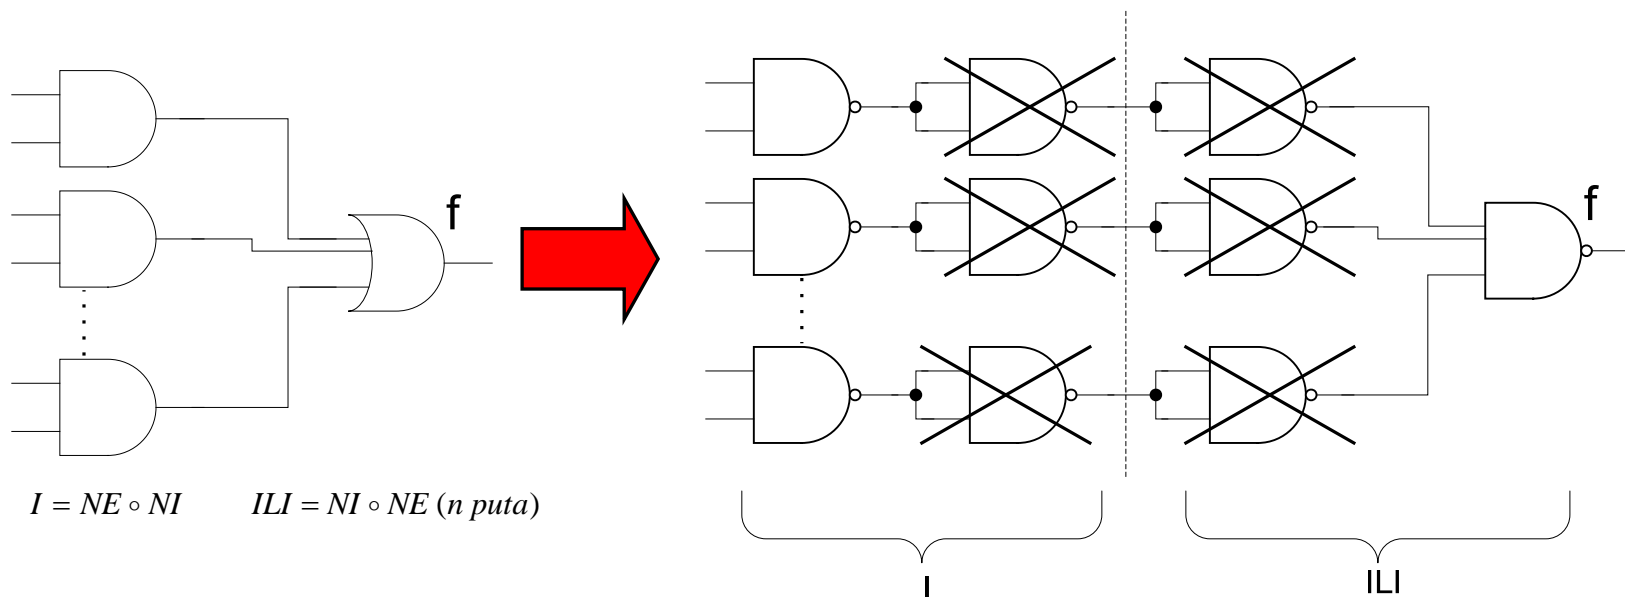 f
f
I = NE ∘ NI
ILI = NI ∘ NE (n puta)
I
ILI